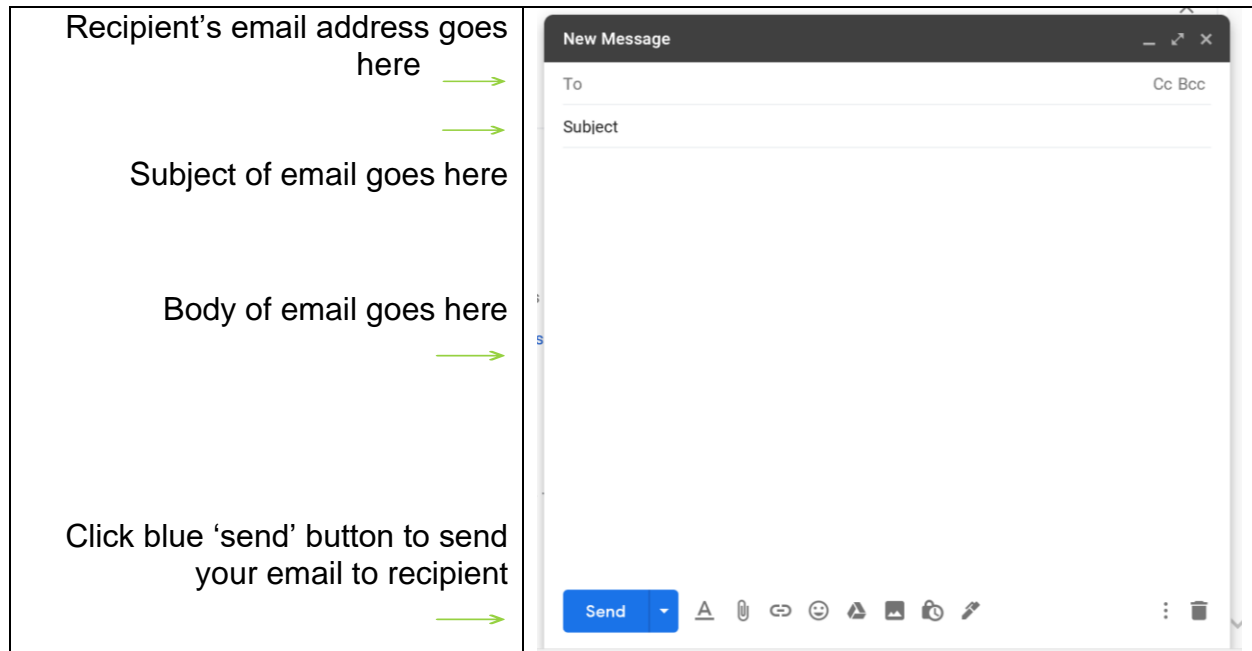 Recipient’s email address goes
here
Subject of email goes here
Body of email goes here
Click blue ‘send’ button to send
your email to recipient
New Message
To
Cc Bcc
Subject
s
s
Send
A